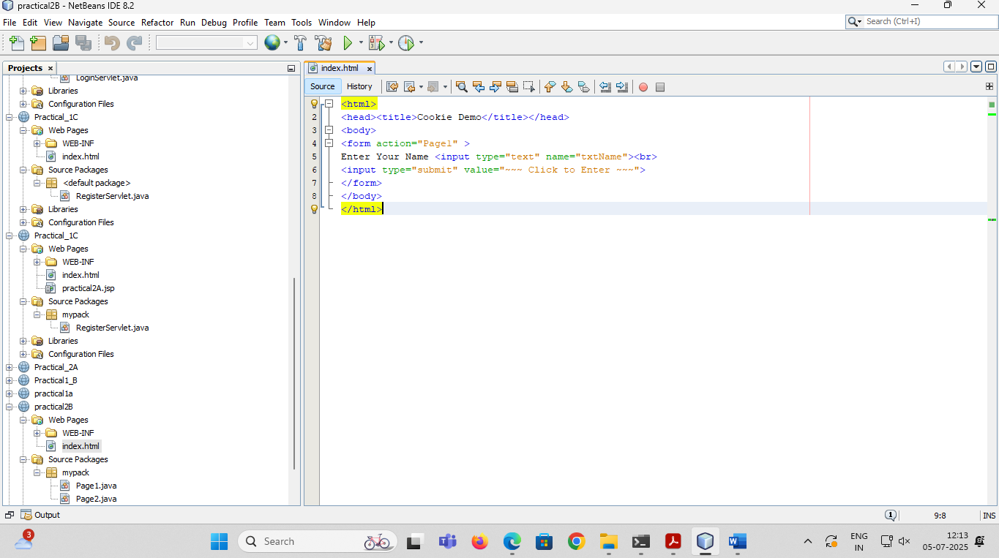 practical2B - NetBeans IDE 8.2
File Edit View Navigate Source Refactor Run Debug Profile Team Tools Window Help
Search (Ctrl+I)
Projects
index.html
Source History
LoginServlet.java
Libraries
Configuration Files
Practical_1C
Web Pages
WEB-INF
index.html
Source Packages
<default package>
RegisterServlet.java
Libraries
Configuration Files
Practical_1C
Web Pages
WEB-INF
index.html
practical2A.jsp
Source Packages
mypack
RegisterServlet.java
Libraries
Configuration Files
Practical_2A
Practical1_B
practical1a
practical2B
Web Pages
WEB-INF
index.html
Source Packages
mypack
Page1.java
Page2.java
<html>
2 <head><title>Cookie Demo</title></head>
3 <body>
4 <form action="Page1" >
5 Enter Your Name <input type="text" name="txtName"><br>
6 <input type="submit" value="~~~ Click to Enter ~~~">
7 </form>
8 </body>
</html>
Output
1
9:8
INS
3
Search
ENG
IN
12:13
05-07-2025